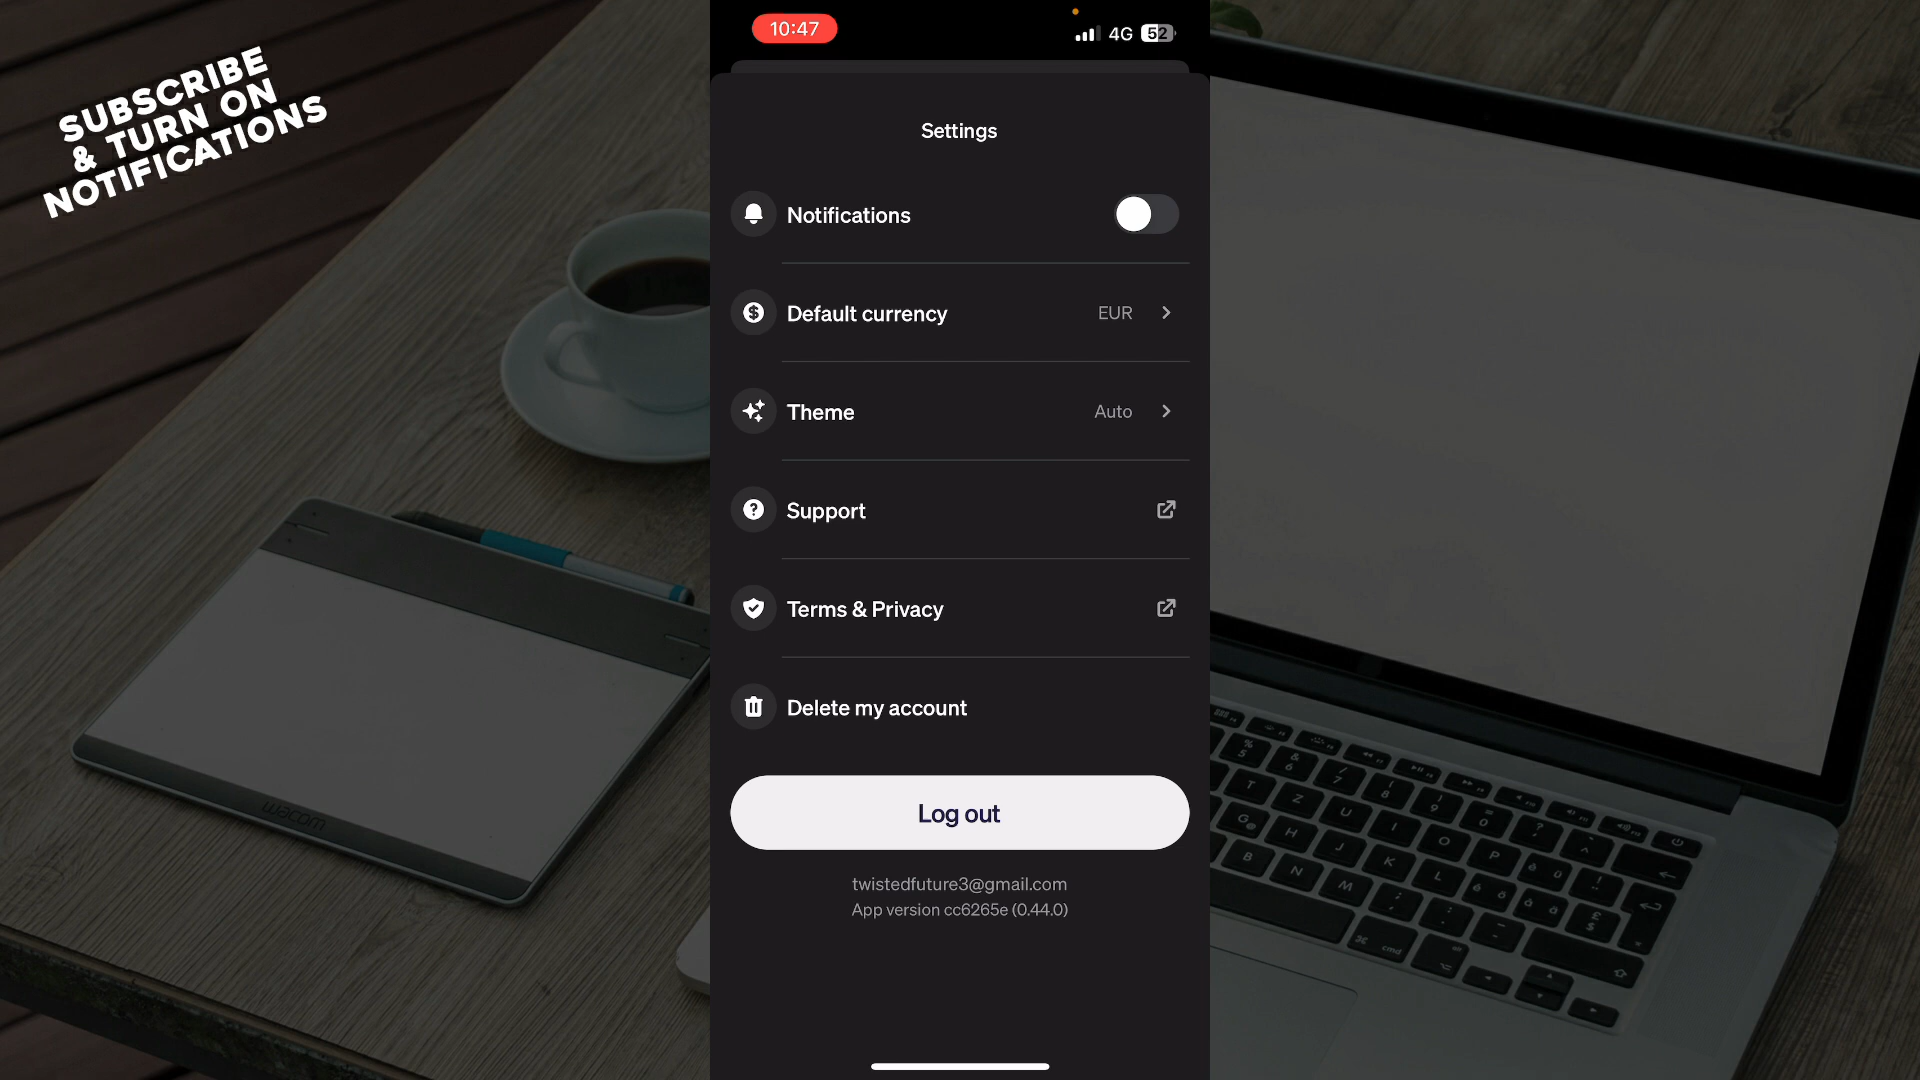 SUBSCRIBE
& TURN ON
NOTIFICATIONS
10:47
4G 52
Settings
Notifications
Default currency EUR
Theme Auto
Support
Terms & Privacy
Delete my account
Log out
twistedfuture3@gmail.com
App version cc6265e (0.44.0)
wacom